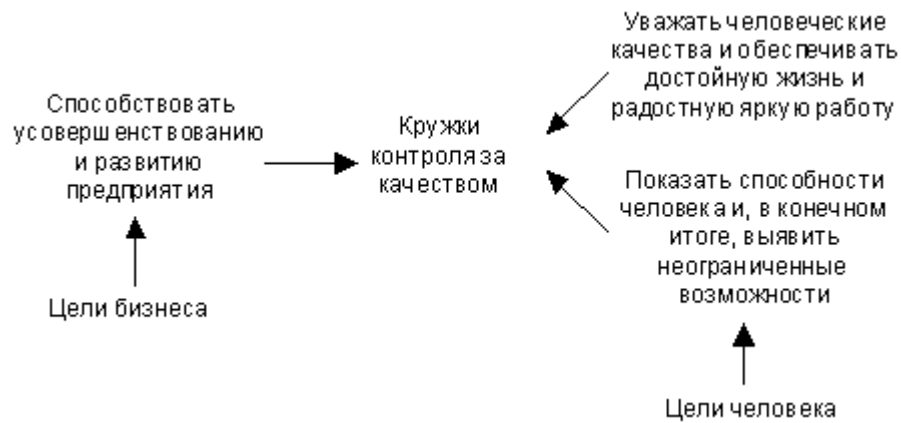 Способствовать
усовершенствованию
и развитию
предприятия
Цели бизнеса
Кружки
контроля за
качеством
Уважать человеческие
качества и обеспечивать
достойную жизнь и
радостную яркую работу
Показать способности
человека и, в конечном
итоге, выявить
неограниченные
возможности
Цели человека